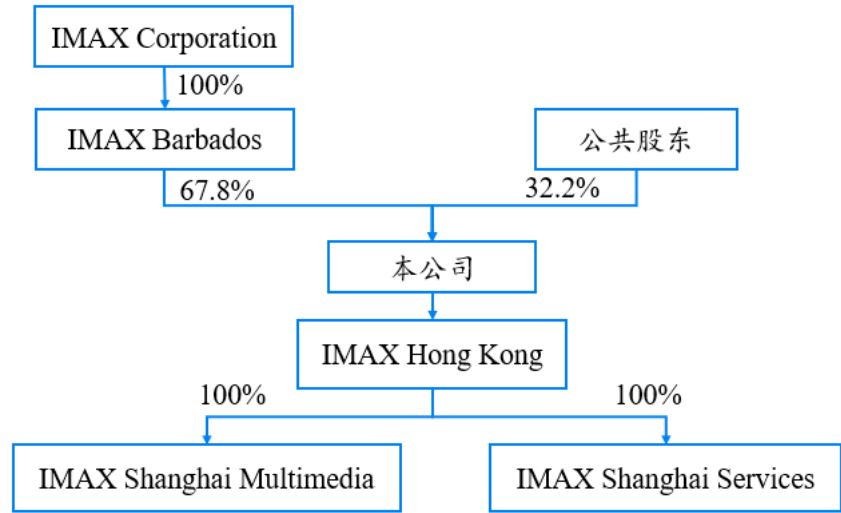 IMAX Corporation
100%
IMAX Barbados
公共股东
67.8%
32.2%
本公司
IMAX Hong Kong
100%
100%
IMAX Shanghai Multimedia
IMAX Shanghai Services